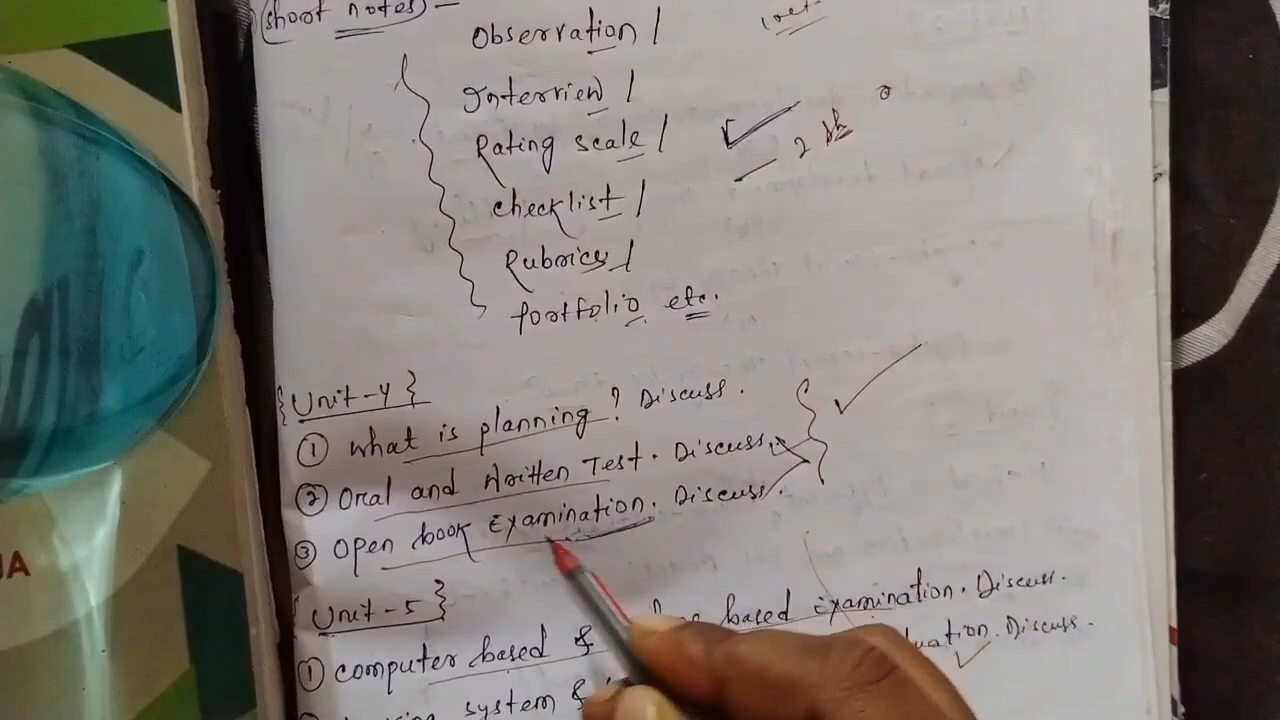 (Short notes) -
Observation /
Interview /
Rating scale /
2
checklist /
Rubrics /
Portfolio etc.
{Unit-4}
① What is planning? Discuss.
② Oral and Written Test. Discuss.
③ Open book Examination. Discuss.
{Unit-5}
① Computer based & based Examination. Discuss.
system & Discuss.